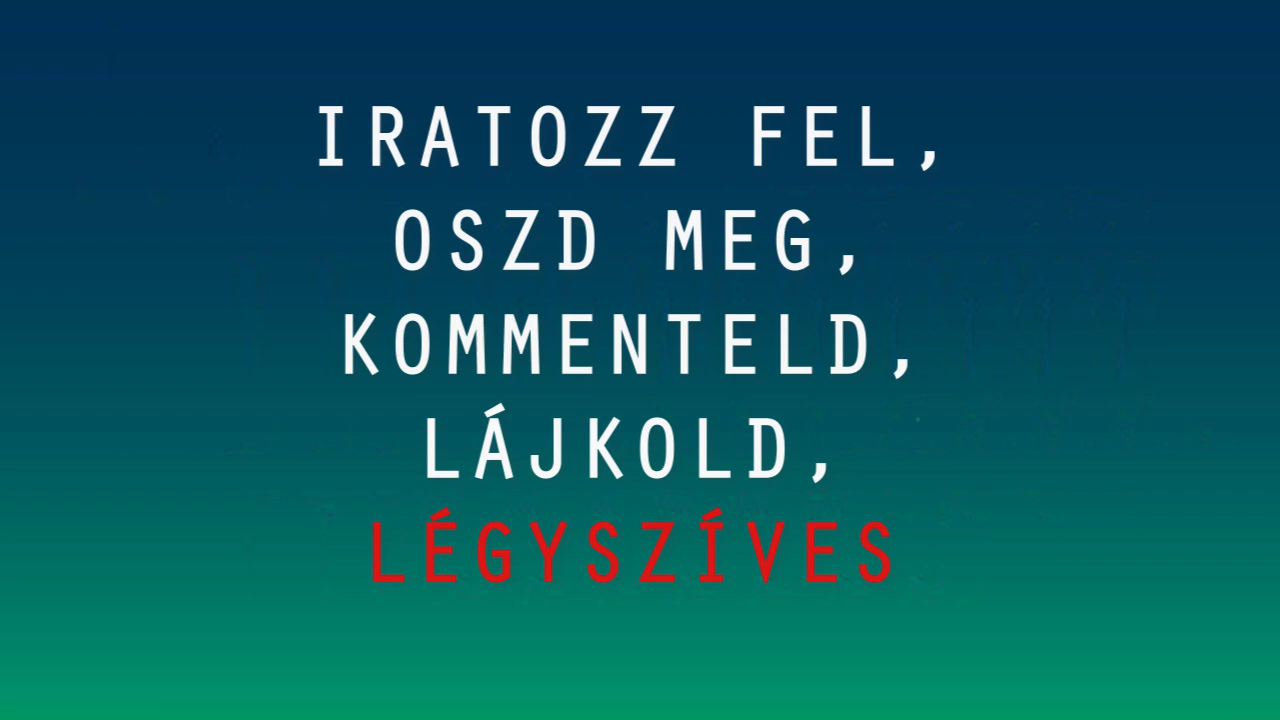 IRATOZZ FEL,
OSZD MEG,
KOMMENTELD,
LÁJKOLD,
LÉGYSZÍVES